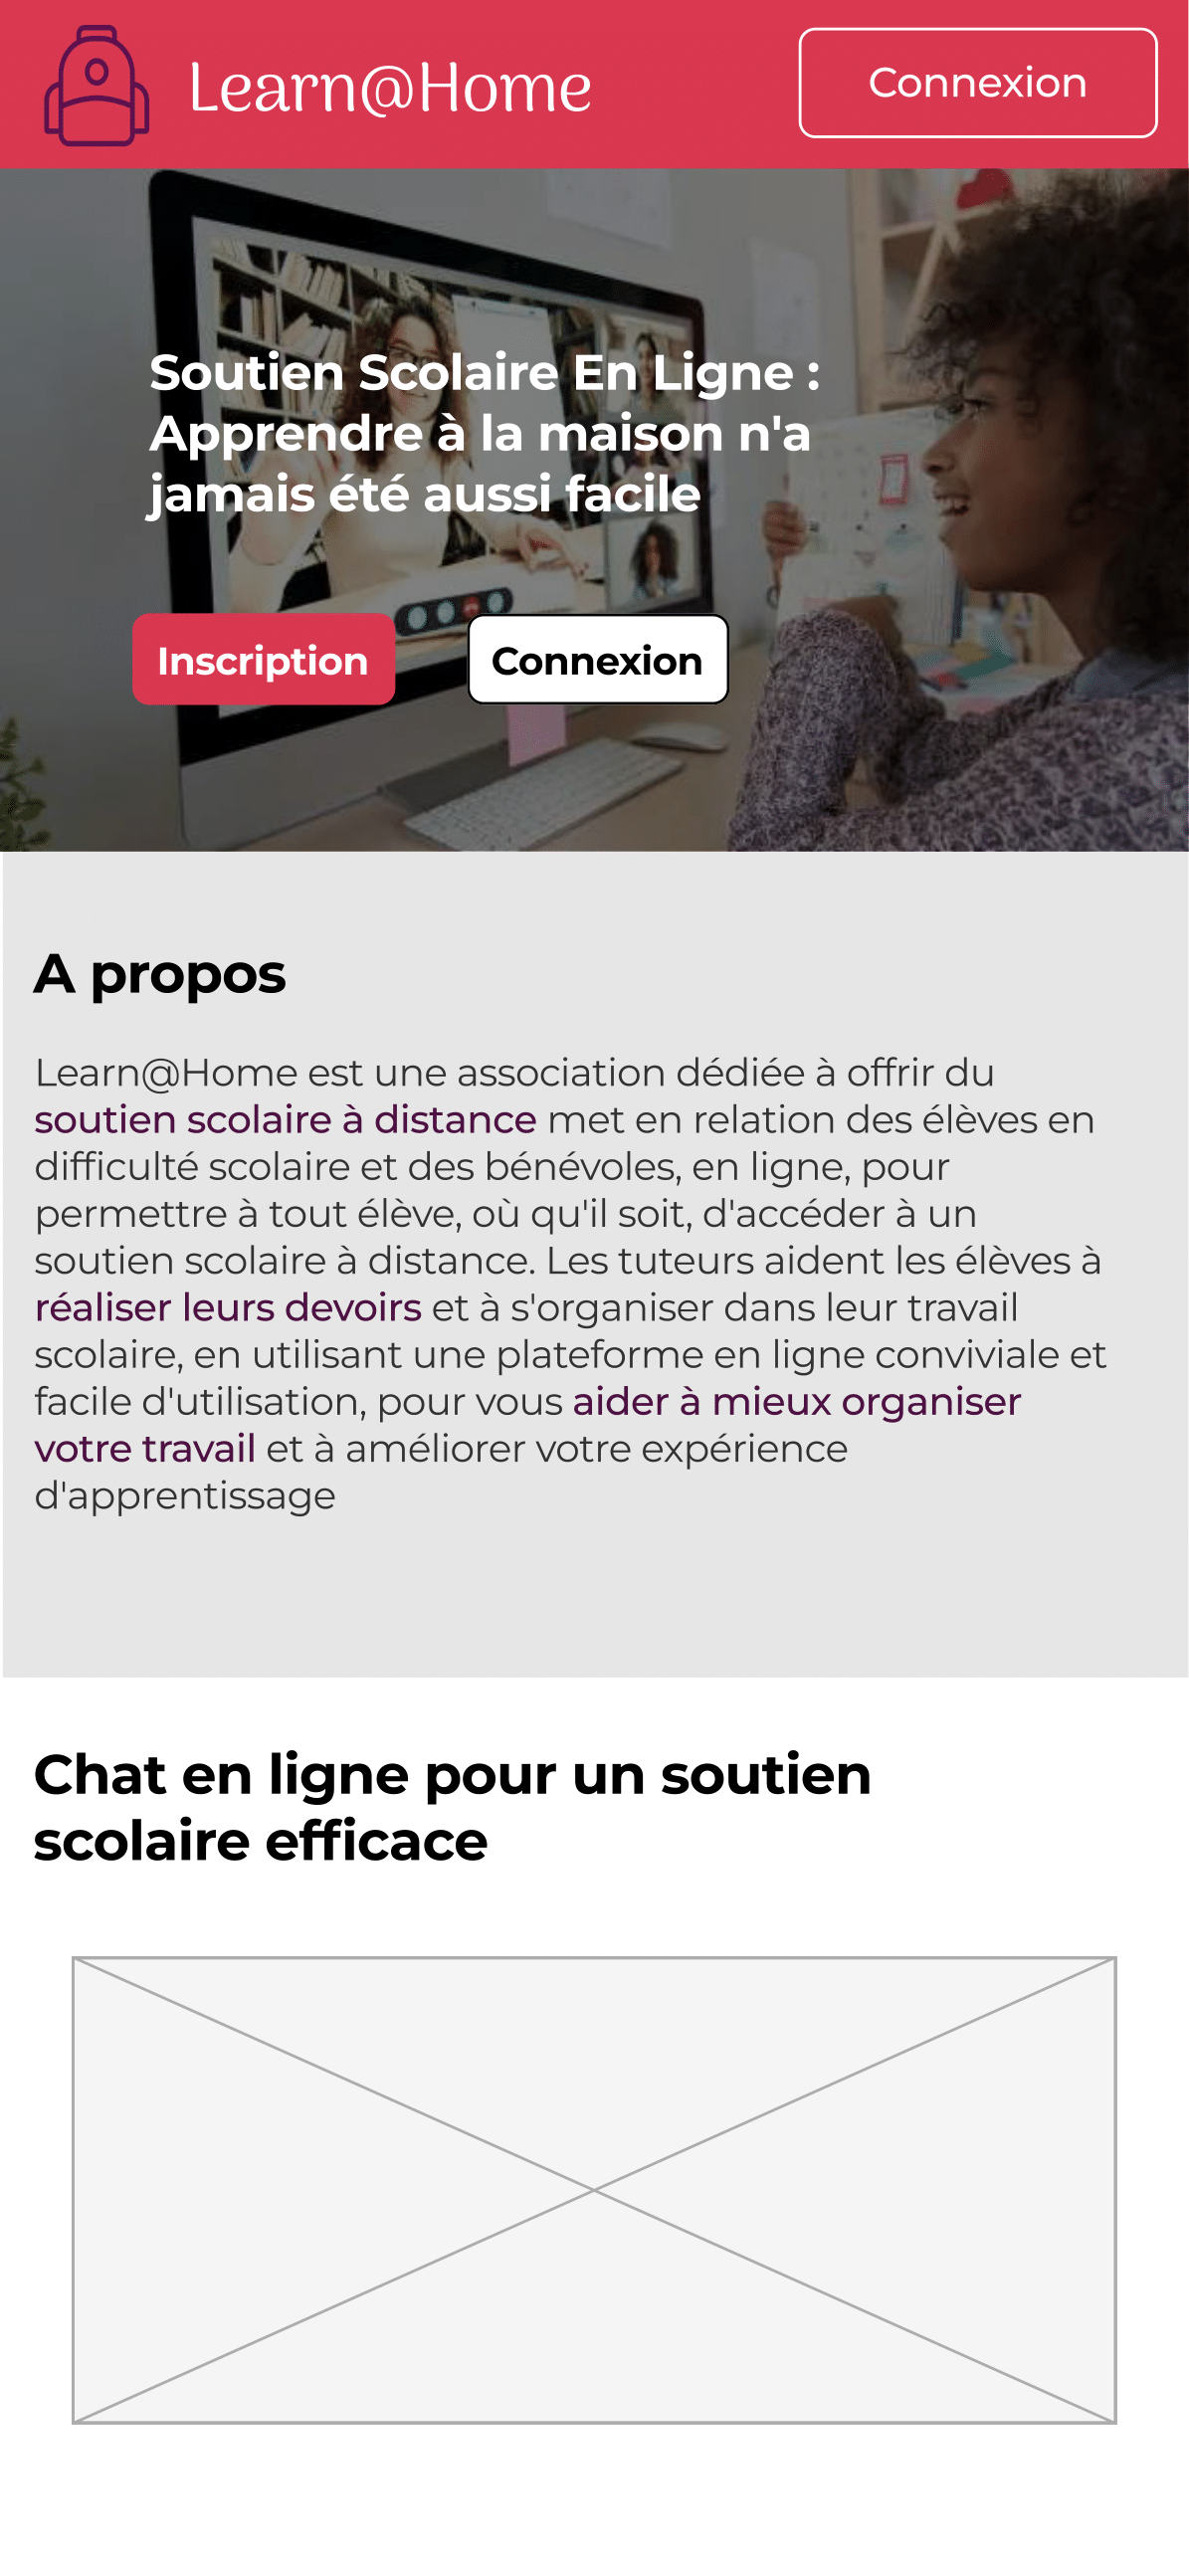 Learn@Home
Connexion
Soutien Scolaire En Ligne :
Apprendre à la maison n'a
jamais été aussi facile
Inscription
Connexion
A propos
Learn@Home est une association dédiée à offrir du
soutien scolaire à distance met en relation des élèves en
difficulté scolaire et des bénévoles, en ligne, pour
permettre à tout élève, où qu'il soit, d'accéder à un
soutien scolaire à distance. Les tuteurs aident les élèves à
réaliser leurs devoirs et à s'organiser dans leur travail
scolaire, en utilisant une plateforme en ligne conviviale et
facile d'utilisation, pour vous aider à mieux organiser
votre travail et à améliorer votre expérience
d'apprentissage
Chat en ligne pour un soutien
scolaire efficace